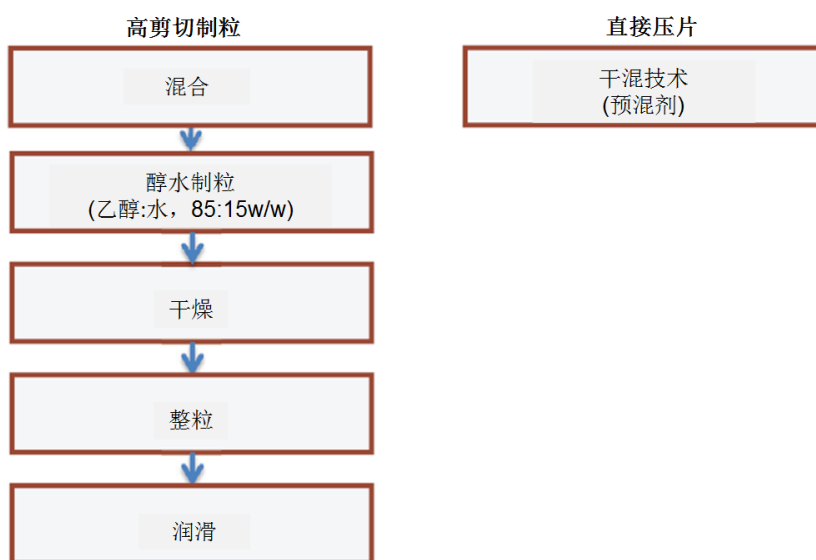 高剪切制粒
混合
醇水制粒
(乙醇:水，85:15w/w)
干燥
整粒
润滑
直接压片
干混技术
(预混剂)